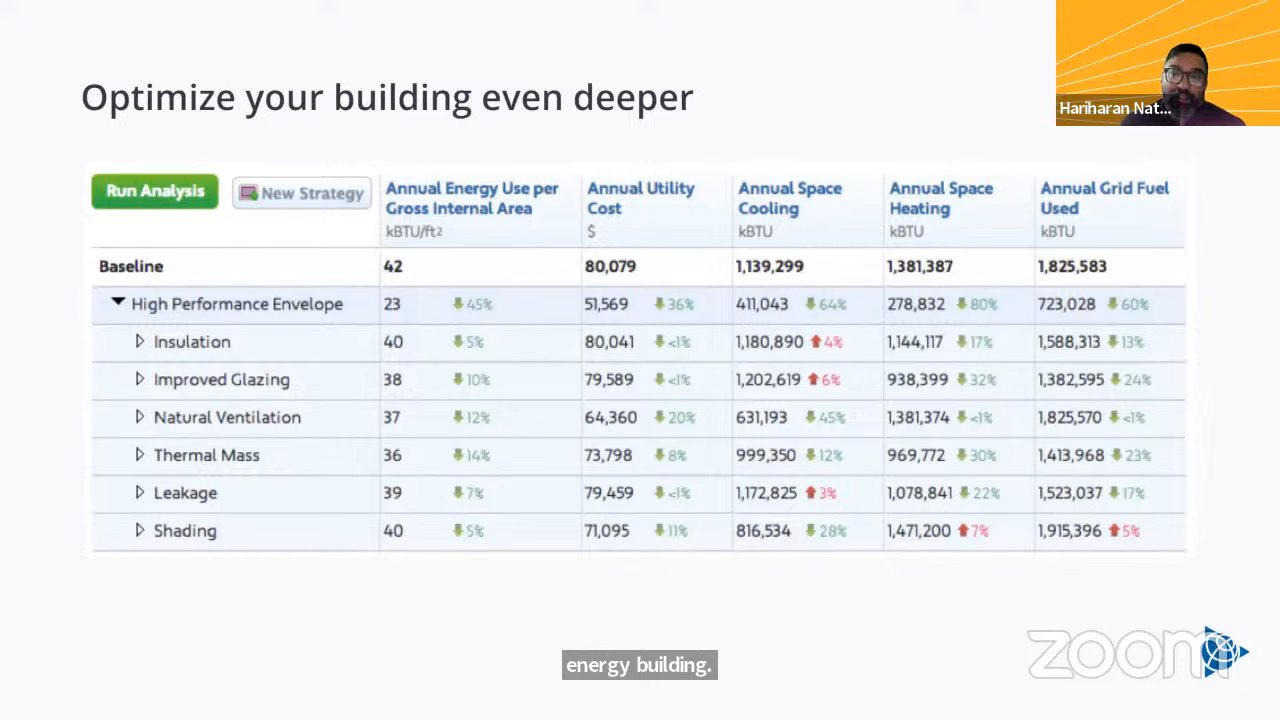 Optimize your building even deeper
Hariharan Nat...
Run Analysis New Strategy Annual Energy Use per Gross Internal Area kBTU/ft² Annual Utility Cost $ Annual Space Cooling kBTU Annual Space Heating kBTU Annual Grid Fuel Used kBTU
Baseline 42 80,079 1,139,299 1,381,387 1,825,583
High Performance Envelope 23 45% 51,569 36% 411,043 64% 278,832 80% 723,028 60%
Insulation 40 5% 80,041 <1% 1,180,890 4% 1,144,117 17% 1,588,313 13%
Improved Glazing 38 10% 79,589 <1% 1,202,619 6% 938,399 32% 1,382,595 24%
Natural Ventilation 37 12% 64,360 20% 631,193 45% 1,381,374 <1% 1,825,570 <1%
Thermal Mass 36 14% 73,798 8% 999,350 12% 969,772 30% 1,413,968 23%
Leakage 39 7% 79,459 <1% 1,172,825 3% 1,078,841 22% 1,523,037 17%
Shading 40 5% 71,095 11% 816,534 28% 1,471,200 7% 1,915,396 5%
energy building.
zoom